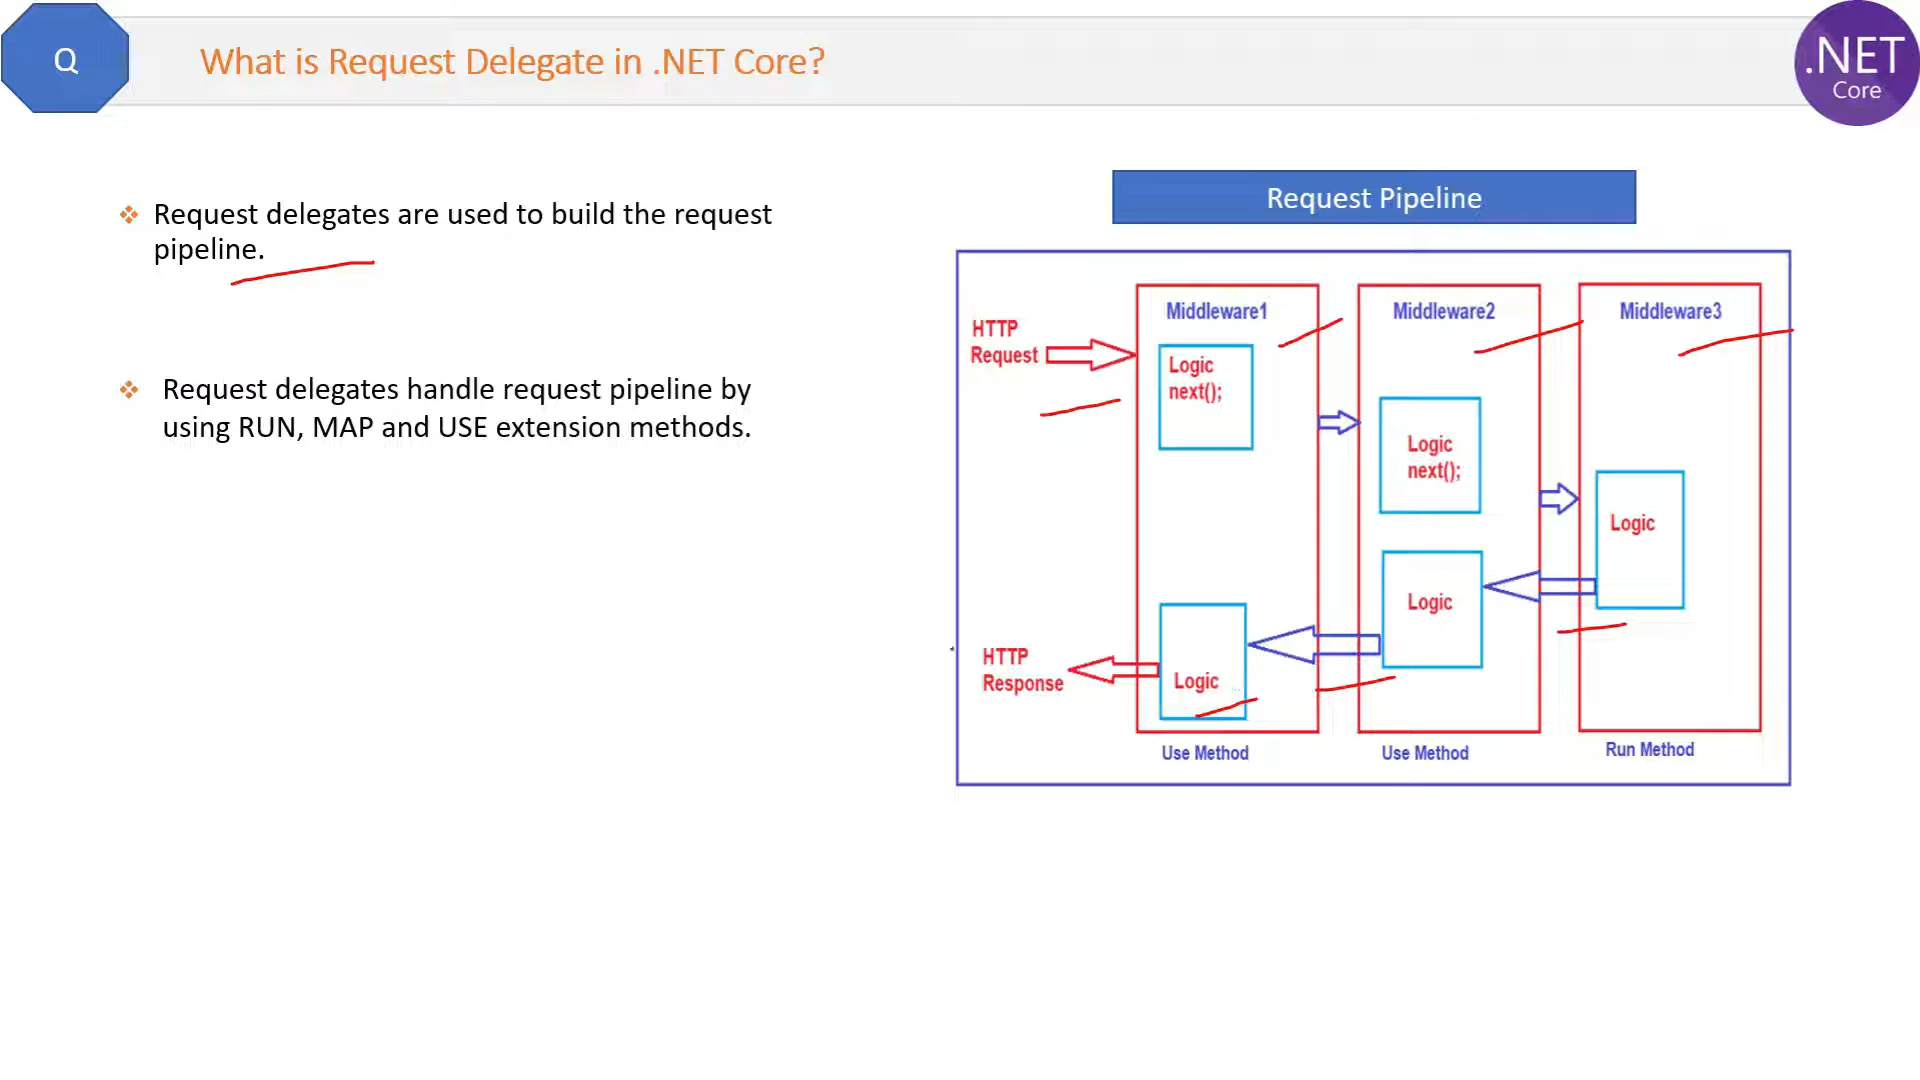 Q
What is Request Delegate in .NET Core?
.NET
Core
Request delegates are used to build the request
pipeline.
Request delegates handle request pipeline by
using RUN, MAP and USE extension methods.
Request Pipeline
HTTP
Request
Middleware1
Logic
next();
Middleware2
Logic
next();
Middleware3
Logic
Logic
Logic
HTTP
Response
Use Method
Use Method
Run Method